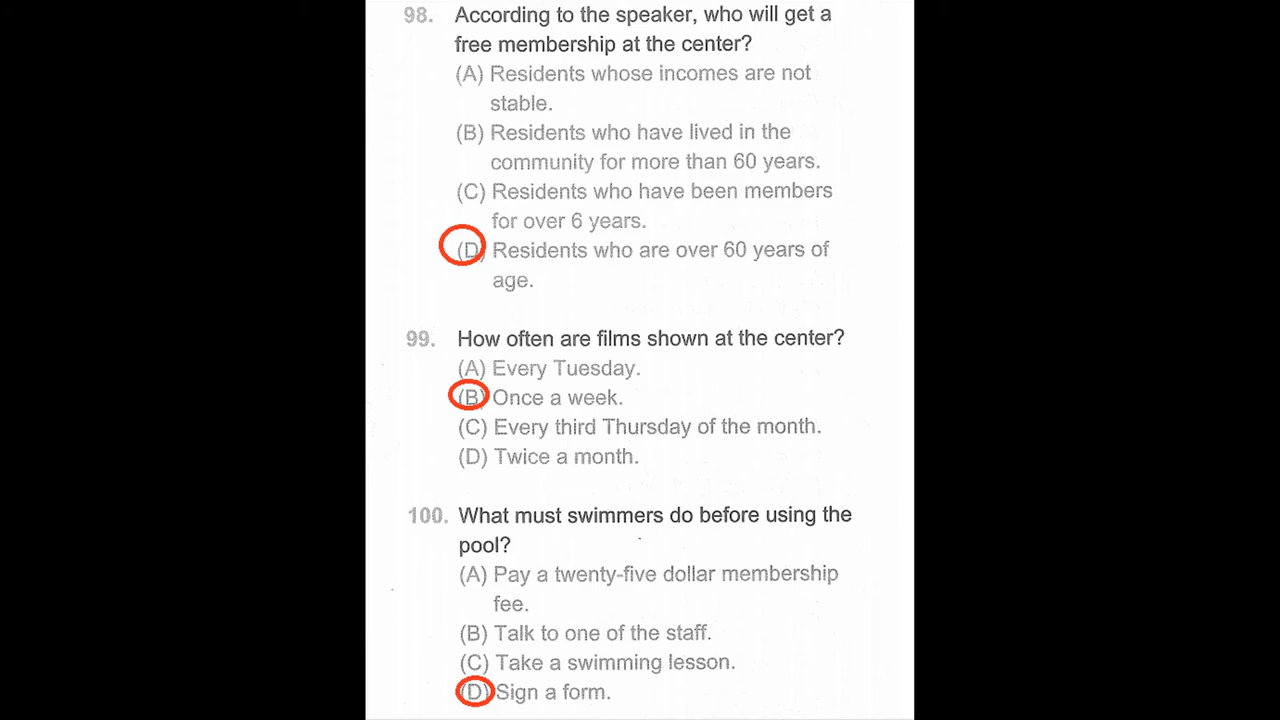 98. According to the speaker, who will get a
free membership at the center?
(A) Residents whose incomes are not
stable.
(B) Residents who have lived in the
community for more than 60 years.
(C) Residents who have been members
for over 6 years.
(D) Residents who are over 60 years of
age.
99. How often are films shown at the center?
(A) Every Tuesday.
(B) Once a week.
(C) Every third Thursday of the month.
(D) Twice a month.
100. What must swimmers do before using the
pool?
(A) Pay a twenty-five dollar membership
fee.
(B) Talk to one of the staff.
(C) Take a swimming lesson.
(D) Sign a form.